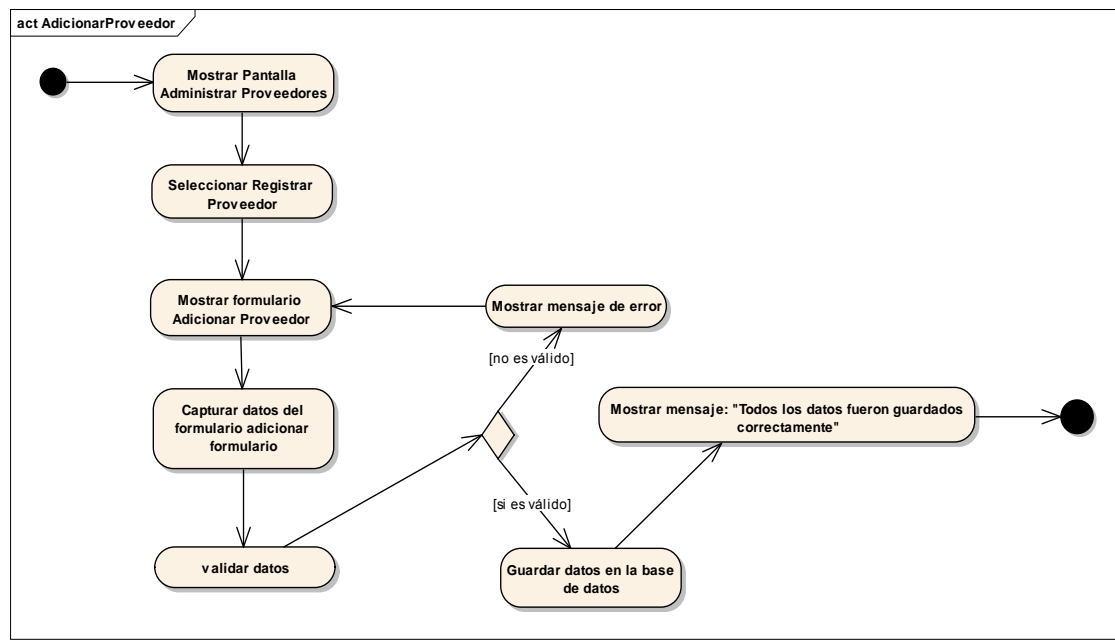 act AdicionarProveedor
Mostrar Pantalla
Administrar Proveedores
Seleccionar Registrar
Proveedor
Mostrar formulario
Adicionar Proveedor
Mostrar mensaje de error
[no es válido]
Capturar datos del
formulario adicionar
formulario
Mostrar mensaje: "Todos los datos fueron guardados
correctamente"
[si es válido]
validar datos
Guardar datos en la base
de datos